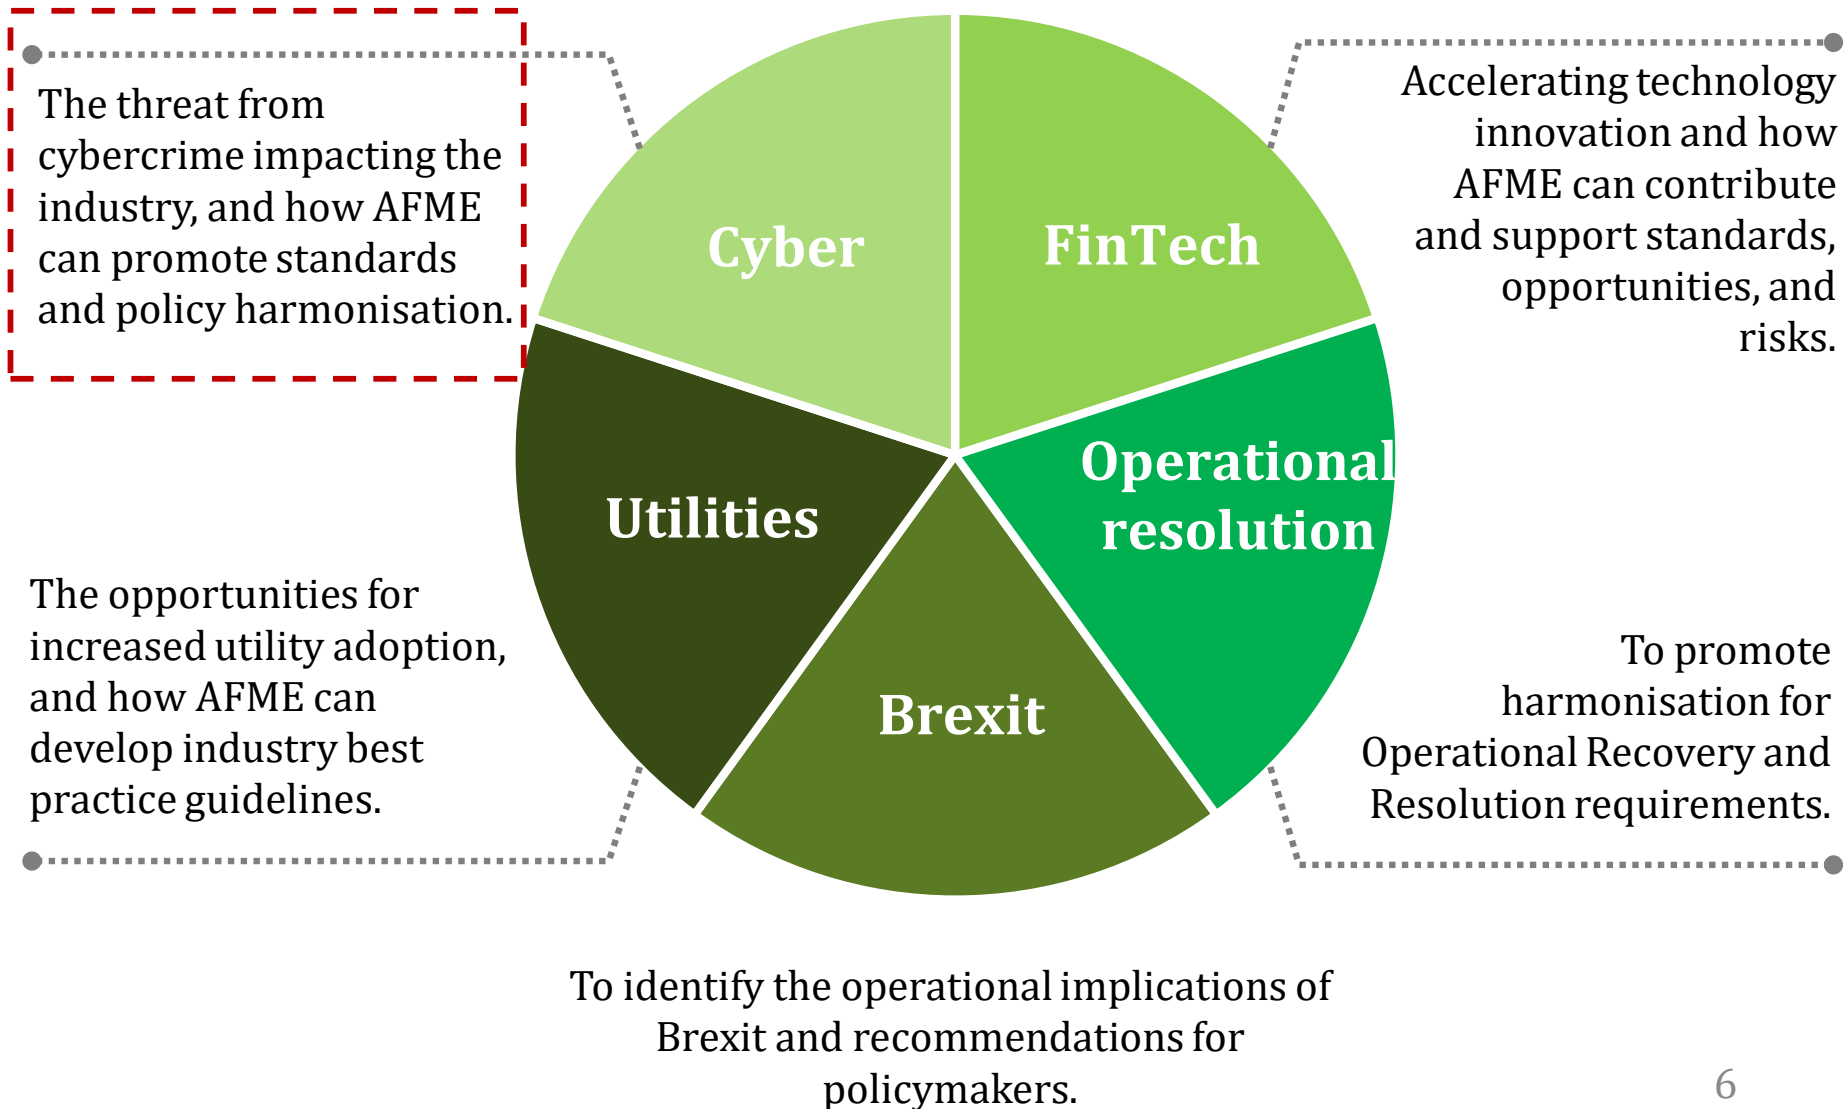 The threat from
cybercrime impacting the
industry, and how AFME
can promote standards
and policy harmonisation.
Cyber
FinTech
Accelerating technology
innovation and how
AFME can contribute
and support standards,
opportunities, and
risks.
Utilities
Operational
resolution
Brexit
The opportunities for
increased utility adoption,
and how AFME can
develop industry best
practice guidelines.
To promote
harmonisation for
Operational Recovery and
Resolution requirements.
To identify the operational implications of
Brexit and recommendations for
policymakers.
6